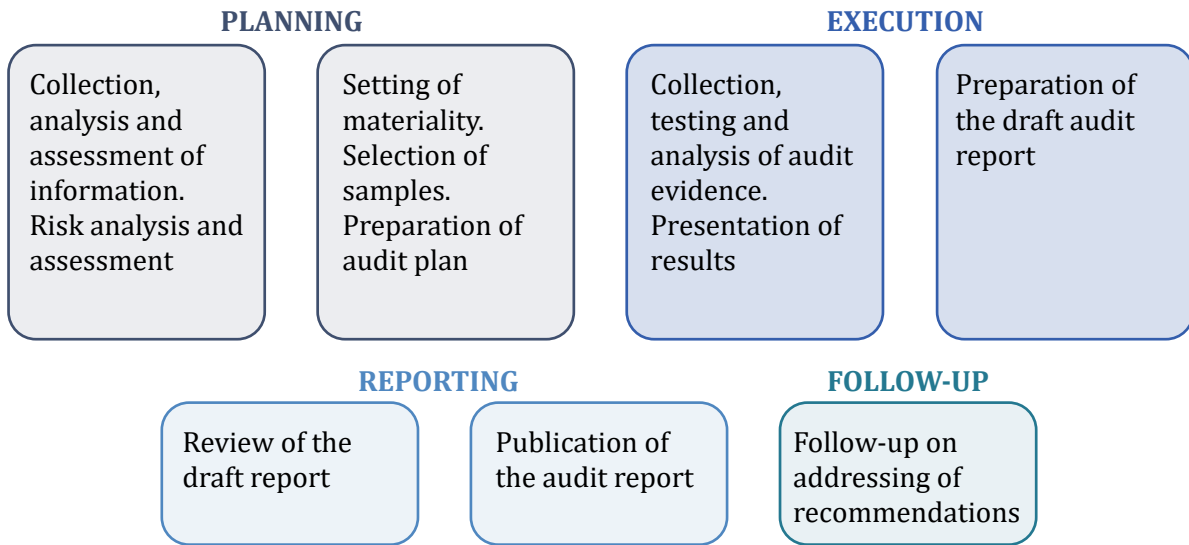 PLANNING
Collection,
analysis and
assessment of
information.
Risk analysis and
assessment
Setting of
materiality.
Selection of
samples.
Preparation of
audit plan
EXECUTION
Collection,
testing and
analysis of audit
evidence.
Presentation of
results
Preparation of
the draft audit
report
REPORTING
Review of the
draft report
Publication of
the audit report
FOLLOW-UP
Follow-up on
addressing of
recommendations